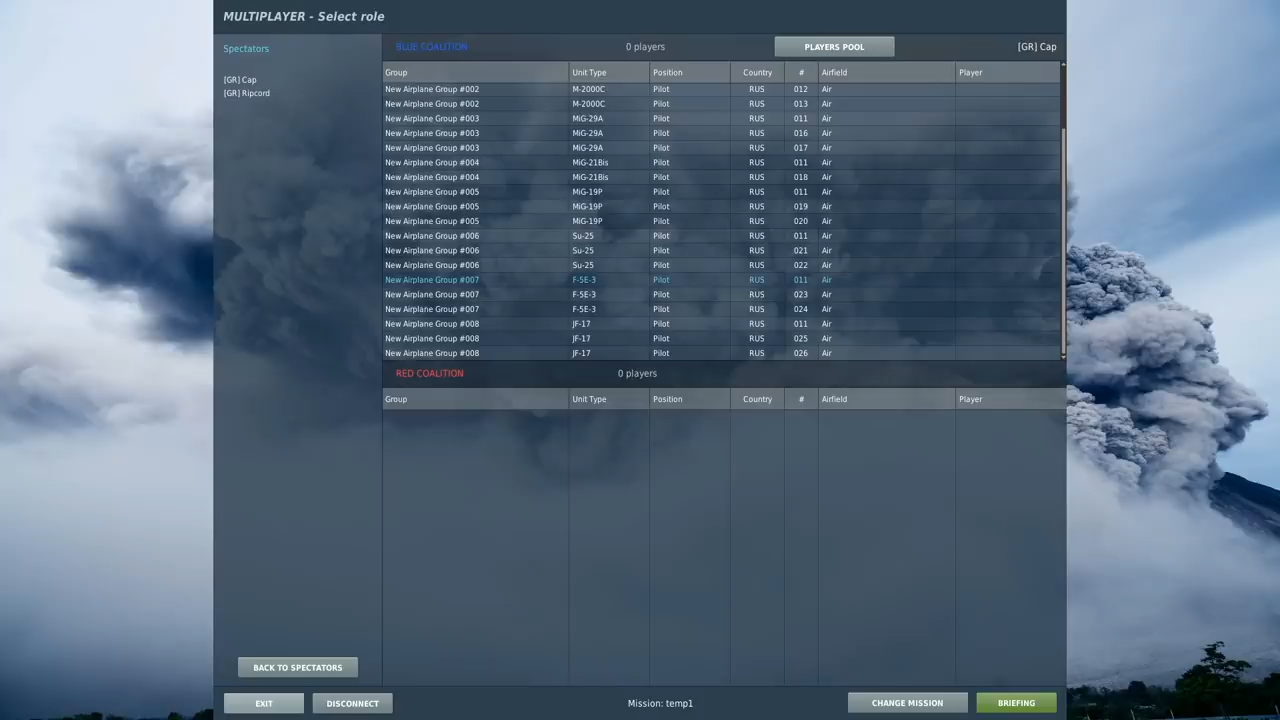 MULTIPLAYER - Select role
Spectators
[GR] Cap
[GR] Ripcord
BLUE COALITION 0 players PLAYERS POOL [GR] Cap
Group Unit Type Position Country # Airfield Player
New Airplane Group #002 M-2000C Pilot RUS 012 Air
New Airplane Group #002 M-2000C Pilot RUS 013 Air
New Airplane Group #003 MiG-29A Pilot RUS 011 Air
New Airplane Group #003 MiG-29A Pilot RUS 016 Air
New Airplane Group #003 MiG-29A Pilot RUS 017 Air
New Airplane Group #004 MiG-21Bis Pilot RUS 011 Air
New Airplane Group #004 MiG-21Bis Pilot RUS 018 Air
New Airplane Group #005 MiG-19P Pilot RUS 011 Air
New Airplane Group #005 MiG-19P Pilot RUS 019 Air
New Airplane Group #005 MiG-19P Pilot RUS 020 Air
New Airplane Group #006 Su-25 Pilot RUS 011 Air
New Airplane Group #006 Su-25 Pilot RUS 021 Air
New Airplane Group #006 Su-25 Pilot RUS 022 Air
New Airplane Group #007 F-5E-3 Pilot RUS 011 Air
New Airplane Group #007 F-5E-3 Pilot RUS 023 Air
New Airplane Group #007 F-5E-3 Pilot RUS 024 Air
New Airplane Group #008 JF-17 Pilot RUS 011 Air
New Airplane Group #008 JF-17 Pilot RUS 025 Air
New Airplane Group #008 JF-17 Pilot RUS 026 Air
RED COALITION 0 players
Group Unit Type Position Country # Airfield Player
BACK TO SPECTATORS
EXIT DISCONNECT Mission: temp1 CHANGE MISSION BRIEFING